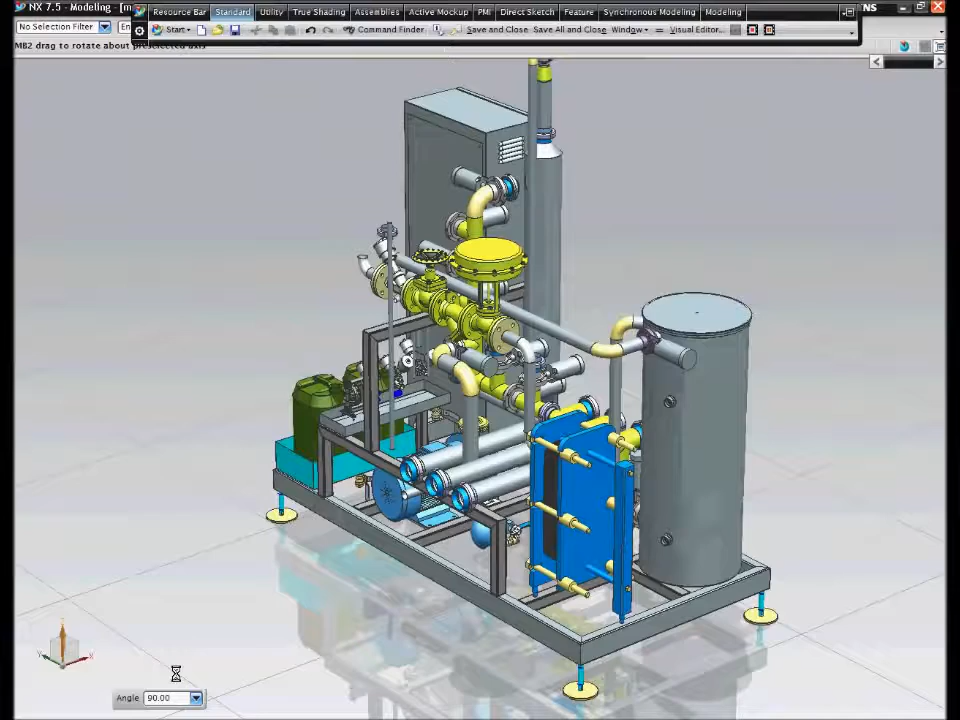 NX 7.5 - Modeling - [m
NS
Resource Bar Standard Utility True Shading Assemblies Active Mockup PMI Direct Sketch Feature Synchronous Modeling Modeling
No Selection Filter En
Start Command Finder Save and Close Save All and Close Window Visual Editor...
MB2 drag to rotate about preselected axis
X
Y
Angle 90.00